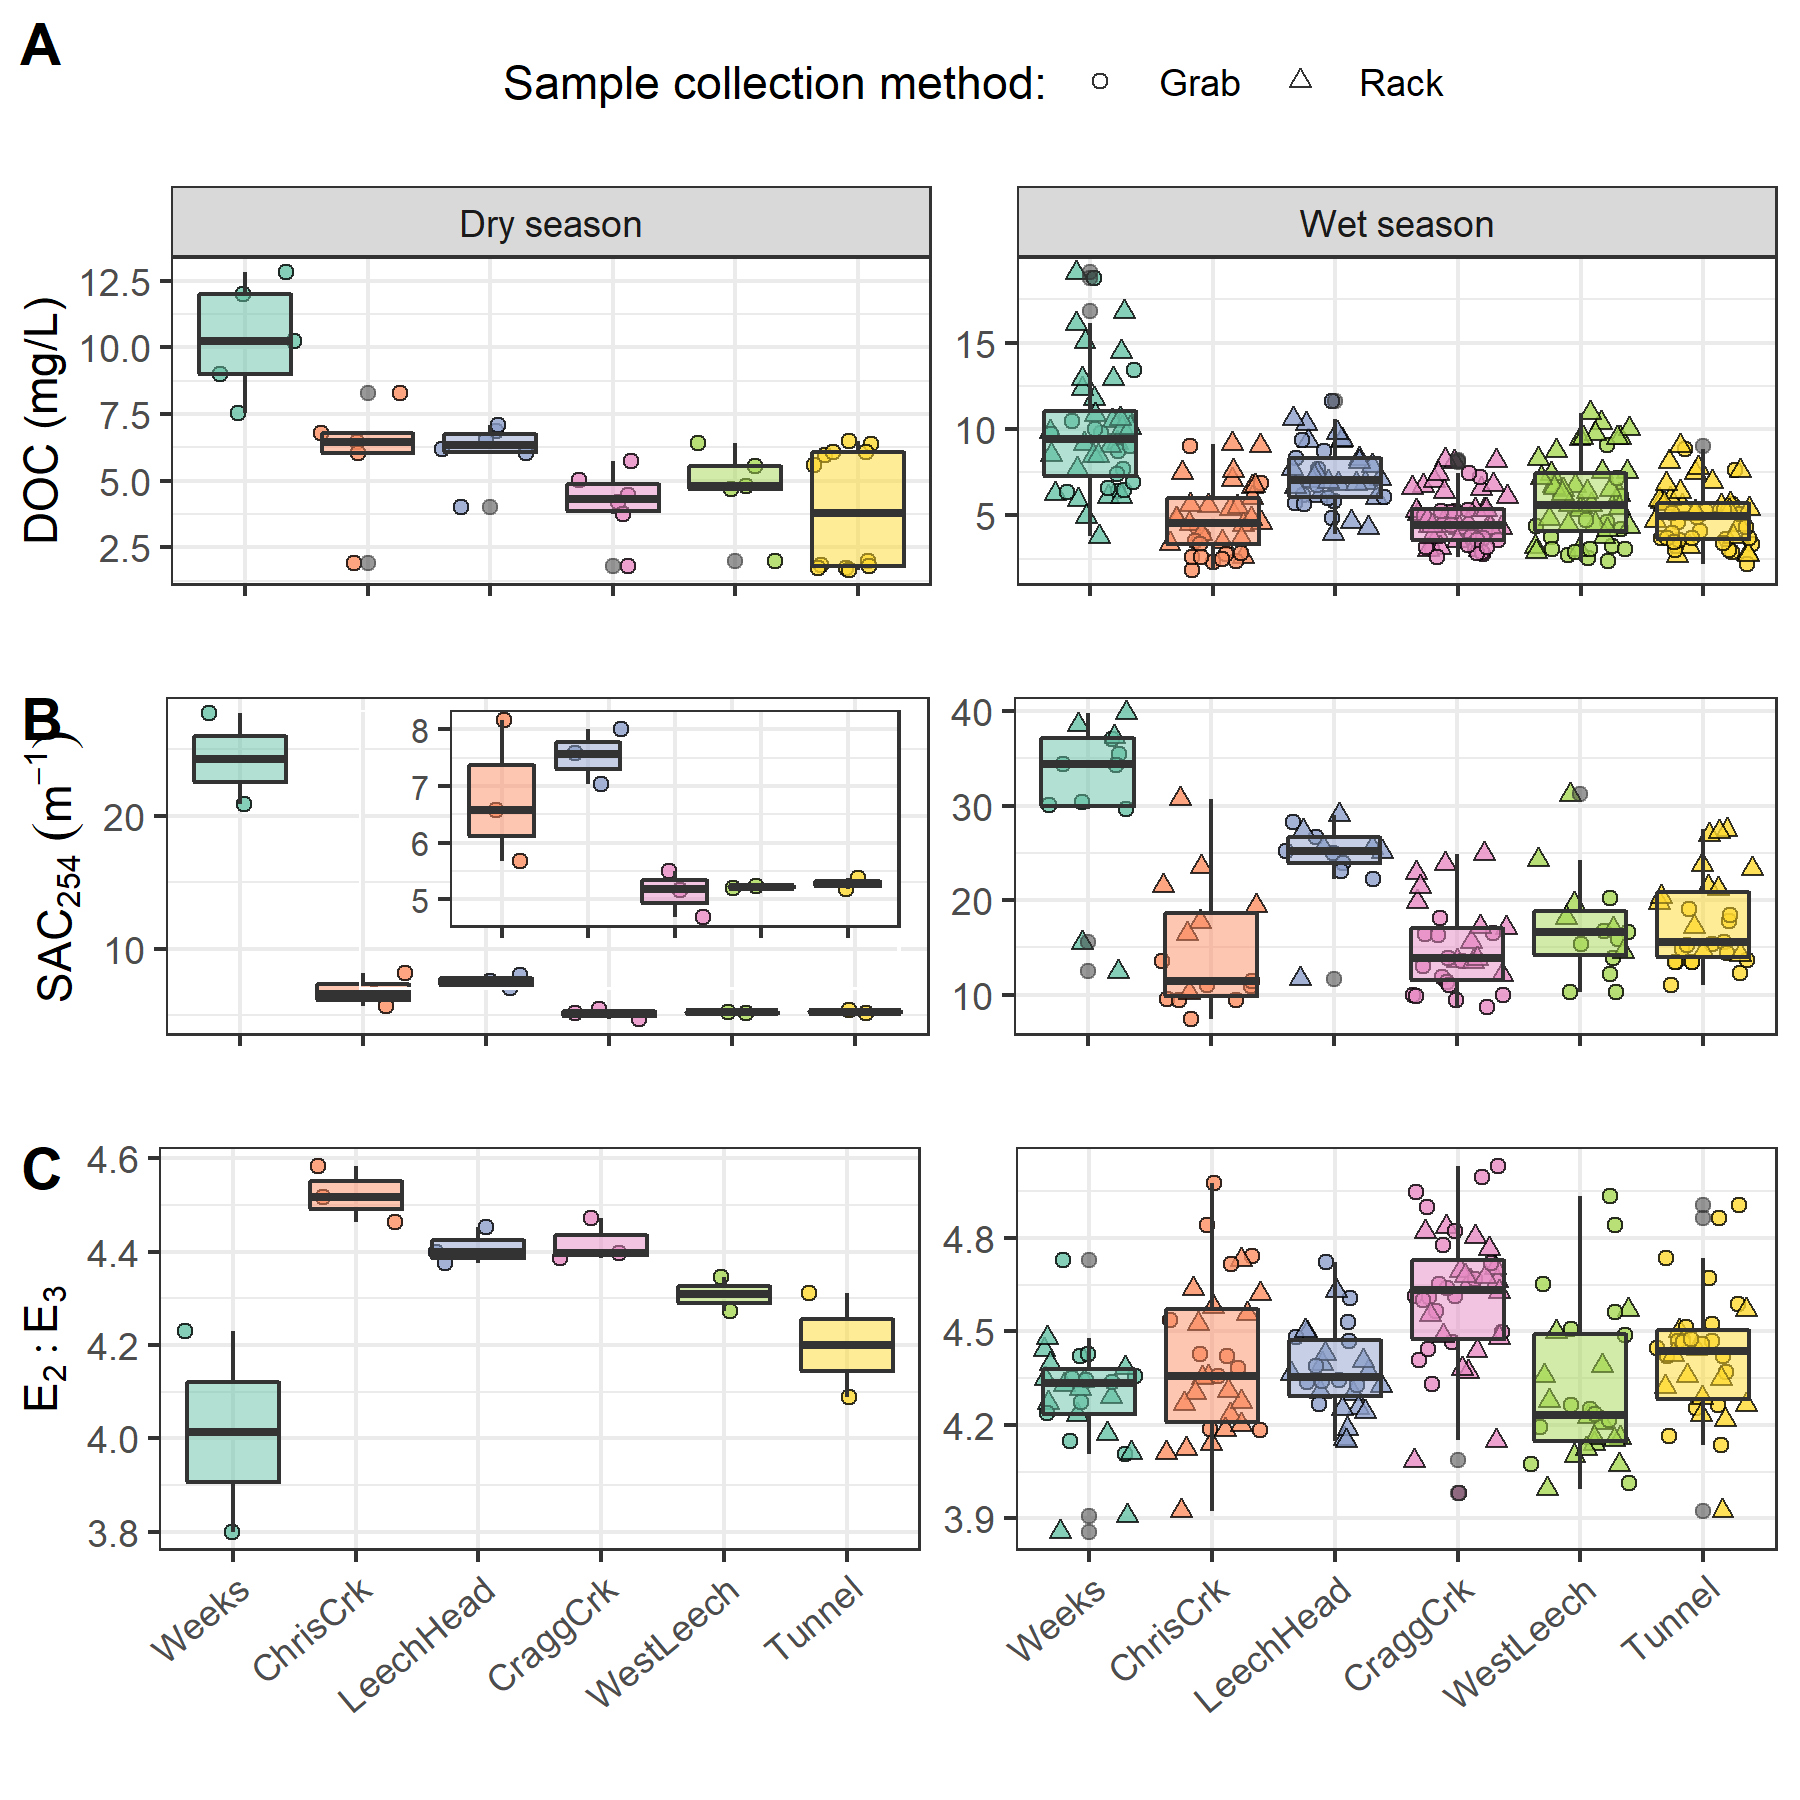 A
Sample collection method: Grab Rack
Dry season Wet season
DOC (mg/L)
12.5
10.0
7.5
5.0
2.5
15
10
5
B
SAC₂₅₄ (m⁻¹)
20
10
8
7
6
5
40
30
20
10
C
E₂ : E₃
4.6
4.4
4.2
4.0
3.8
4.8
4.5
4.2
3.9
Weeks ChrisCrk LeechHead CraggCrk WestLeech Tunnel
Weeks ChrisCrk LeechHead CraggCrk WestLeech Tunnel